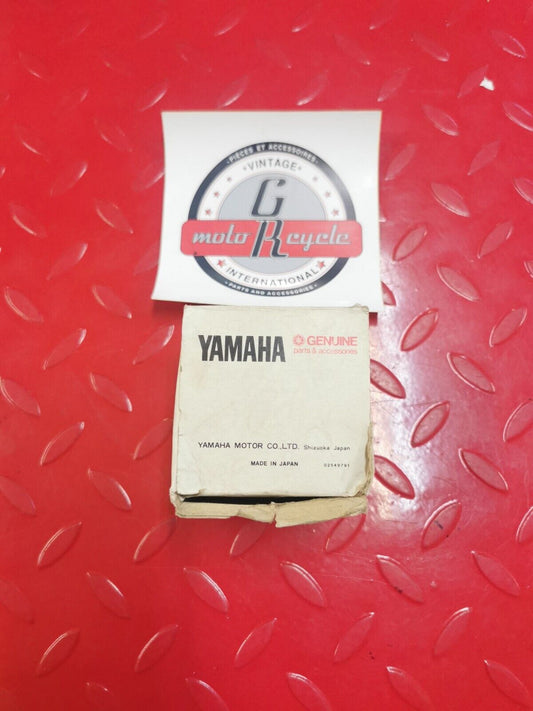 • PIÈCES ET ACCESSOIRES •
VINTAGE
G
moto R cycle
INTERNATIONAL
PARTS AND ACCESSORIES
YAMAHA GENUINE
parts & accessories
YAMAHA MOTOR CO.,LTD. Shizuoka Japan
MADE IN JAPAN 02549791